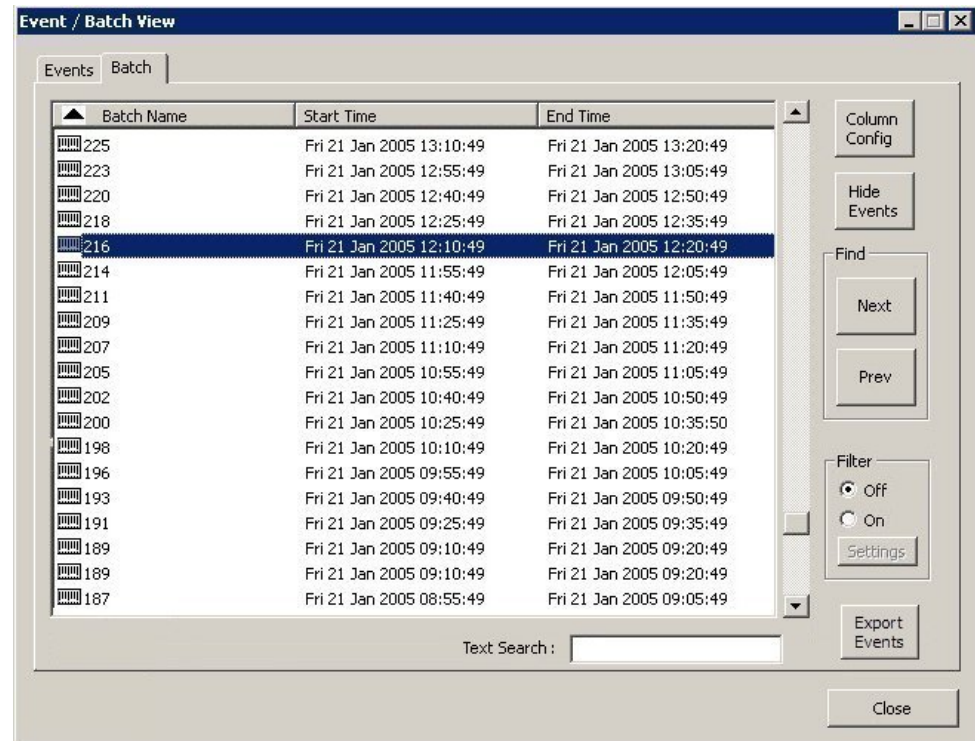 Event / Batch View
Events Batch
Batch Name Start Time End Time
225 Fri 21 Jan 2005 13:10:49 Fri 21 Jan 2005 13:20:49
223 Fri 21 Jan 2005 12:55:49 Fri 21 Jan 2005 13:05:49
220 Fri 21 Jan 2005 12:40:49 Fri 21 Jan 2005 12:50:49
218 Fri 21 Jan 2005 12:25:49 Fri 21 Jan 2005 12:35:49
216 Fri 21 Jan 2005 12:10:49 Fri 21 Jan 2005 12:20:49
214 Fri 21 Jan 2005 11:55:49 Fri 21 Jan 2005 12:05:49
211 Fri 21 Jan 2005 11:40:49 Fri 21 Jan 2005 11:50:49
209 Fri 21 Jan 2005 11:25:49 Fri 21 Jan 2005 11:35:49
207 Fri 21 Jan 2005 11:10:49 Fri 21 Jan 2005 11:20:49
205 Fri 21 Jan 2005 10:55:49 Fri 21 Jan 2005 11:05:49
202 Fri 21 Jan 2005 10:40:49 Fri 21 Jan 2005 10:50:49
200 Fri 21 Jan 2005 10:25:49 Fri 21 Jan 2005 10:35:50
198 Fri 21 Jan 2005 10:10:49 Fri 21 Jan 2005 10:20:49
196 Fri 21 Jan 2005 09:55:49 Fri 21 Jan 2005 10:05:49
193 Fri 21 Jan 2005 09:40:49 Fri 21 Jan 2005 09:50:49
191 Fri 21 Jan 2005 09:25:49 Fri 21 Jan 2005 09:35:49
189 Fri 21 Jan 2005 09:10:49 Fri 21 Jan 2005 09:20:49
189 Fri 21 Jan 2005 09:10:49 Fri 21 Jan 2005 09:20:49
187 Fri 21 Jan 2005 08:55:49 Fri 21 Jan 2005 09:05:49
Text Search :
Column
Config
Hide
Events
Find
Next
Prev
Filter
Off
On
Settings
Export
Events
Close